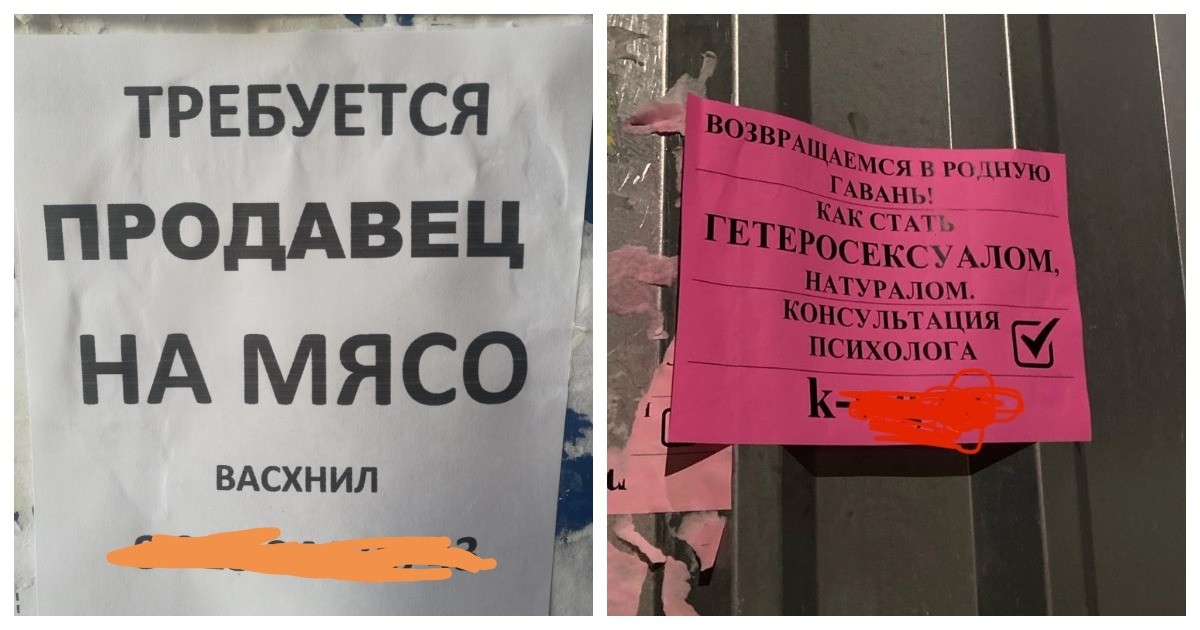 ТРЕБУЕТСЯ
ПРОДАВЕЦ
НА МЯСО
ВАСХНИЛ
ВОЗВРАЩАЕМСЯ В РОДНУЮ
ГАВАНЬ!
КАК СТАТЬ
ГЕТЕРОСЕКСУАЛОМ,
НАТУРАЛОМ.
КОНСУЛЬТАЦИЯ
ПСИХОЛОГА
k-